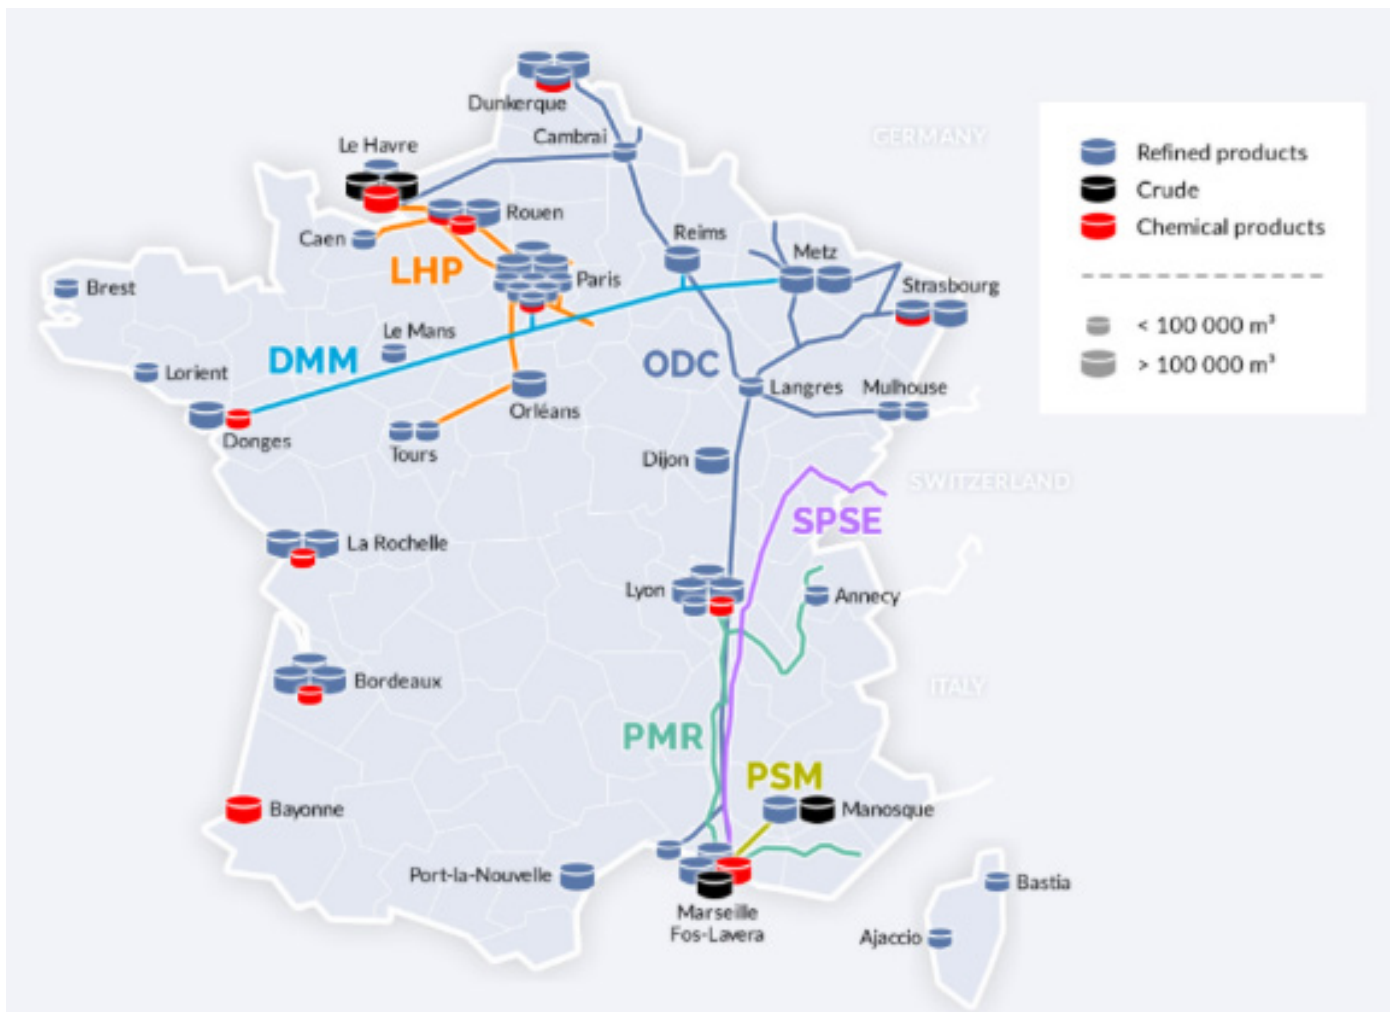 Dunkerque
Cambrai
GERMANY
Le Havre
Refined products
Crude
Chemical products
Rouen
Caen
Reims
Metz
LHP
Paris
Brest
Strasbourg
< 100 000 m³
> 100 000 m³
Le Mans
DMM
ODC
Lorient
Langres
Mulhouse
Orléans
Donges
Tours
Dijon
SWITZERLAND
SPSE
La Rochelle
Lyon
Annecy
Bordeaux
ITALY
PMR
PSM
Bayonne
Manosque
Port-la-Nouvelle
Bastia
Marseille
Fos-Lavera
Ajaccio